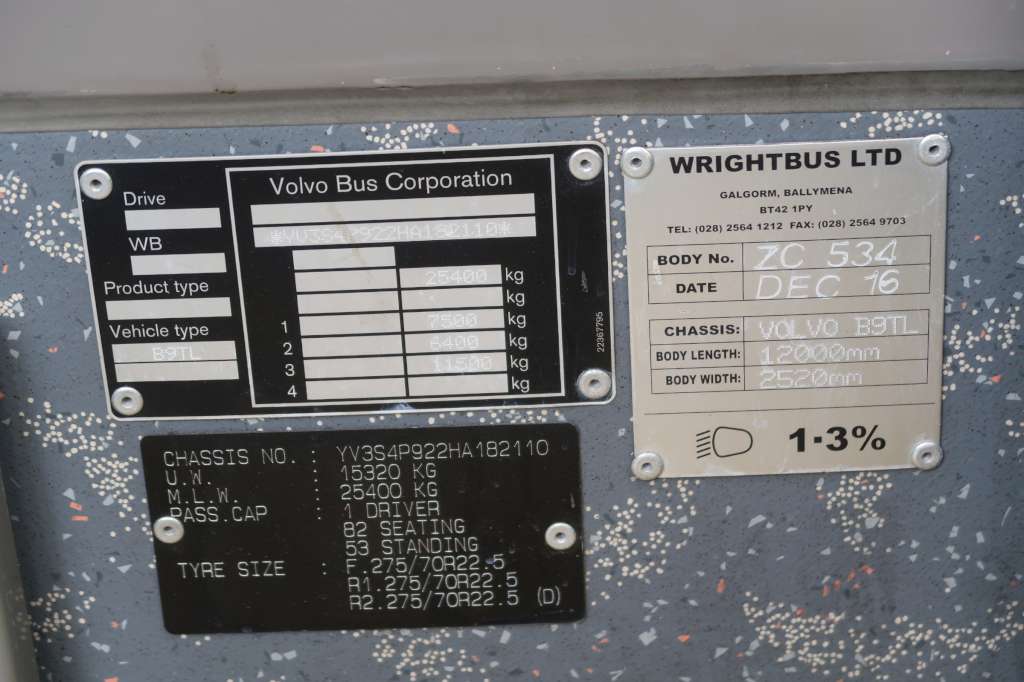 Drive
WB
Product type
Vehicle type
B9TL
Volvo Bus Corporation
*YV3S4P922HA182110*
25400 kg
kg
1 7500 kg
2 6400 kg
3 11500 kg
4 kg
22367795
WRIGHTBUS LTD
GALGORM, BALLYMENA
BT42 1PY
TEL: (028) 2564 1212 FAX: (028) 2564 9703
BODY No. ZC 534
DATE DEC 16
CHASSIS: VOLVO B9TL
BODY LENGTH: 12000mm
BODY WIDTH: 2520mm
1·3%
CHASSIS NO. : YV3S4P922HA182110
U.W. : 15320 KG
M.L.W. : 25400 KG
PASS.CAP : 1 DRIVER
82 SEATING
53 STANDING
TYRE SIZE : F.275/70R22.5
R1.275/70R22.5
R2.275/70R22.5 (D)